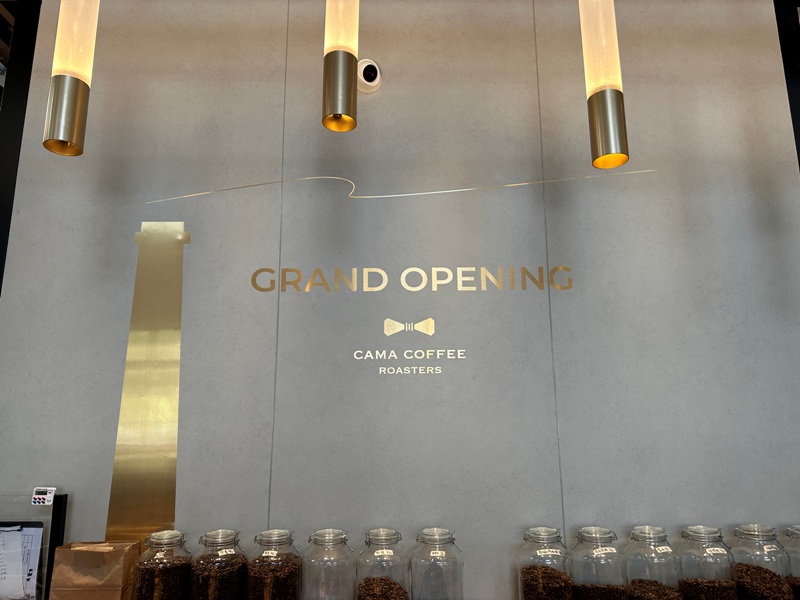 GRAND OPENING
CAMA COFFEE
ROASTERS